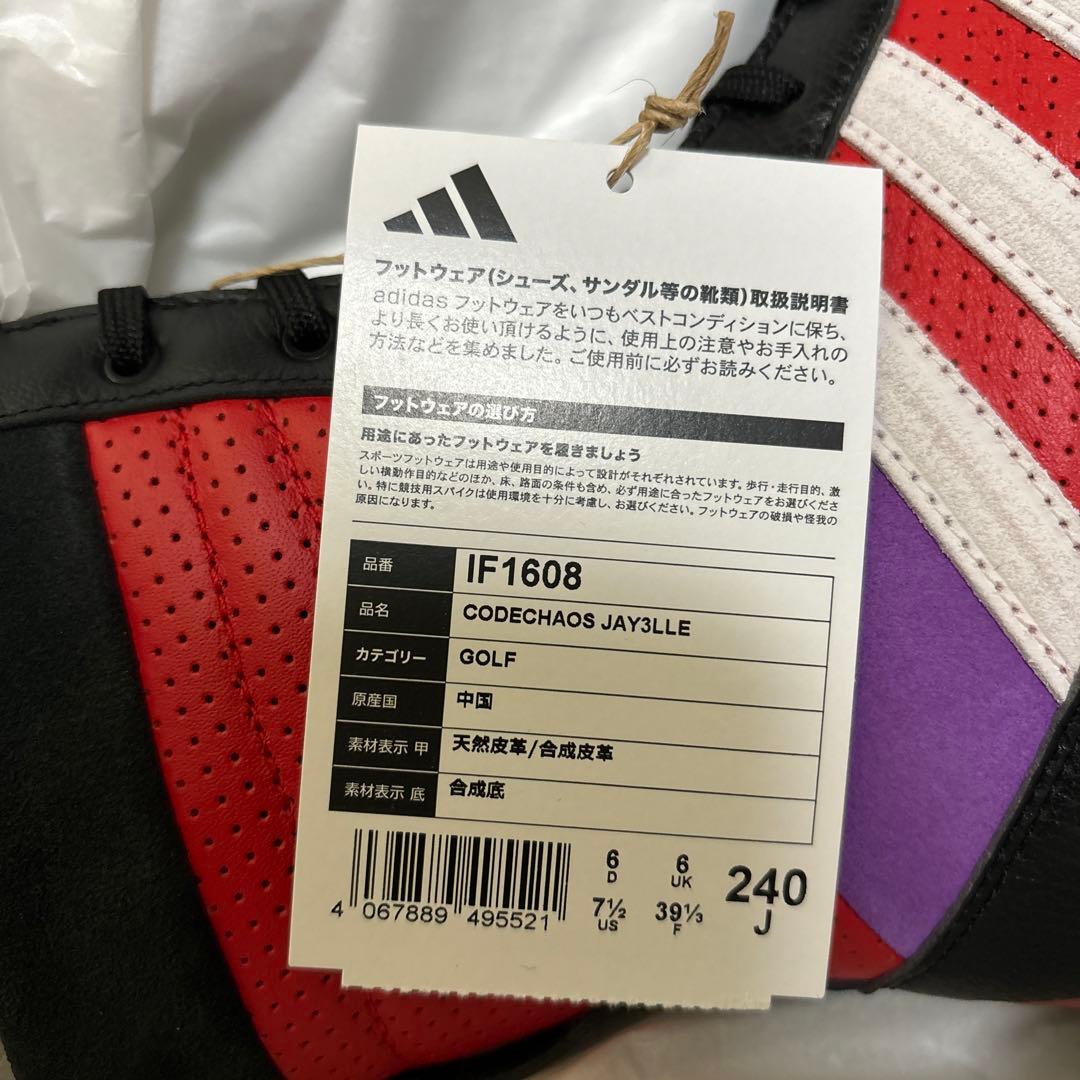 フットウェア(シューズ、サンダル等の靴類)取扱説明書
adidas フットウェアをいつもベストコンディションに保ち、
より長くお使い頂けるように、使用上の注意やお手入れの
方法などを集めました。ご使用前に必ずお読みください。
フットウェアの選び方
用途にあったフットウェアを履きましょう
スポーツフットウェアは用途や使用目的によって設計がそれぞれされています。歩行・走行目的、激
しい横動作目的などのほか、床、路面の条件も含め、必ず用途に合ったフットウェアをお選びくださ
い。特に競技用スパイクは使用環境を十分に考慮し、お選びください。フットウェアの破損や怪我の
原因になります。
品番 IF1608
品名 CODECHAOS JAY3LLE
カテゴリー GOLF
原産国 中国
素材表示 甲 天然皮革/合成皮革
素材表示 底 合成底
4 067889 495521
6 D 6 UK 240 J
7½ US 39⅓ F